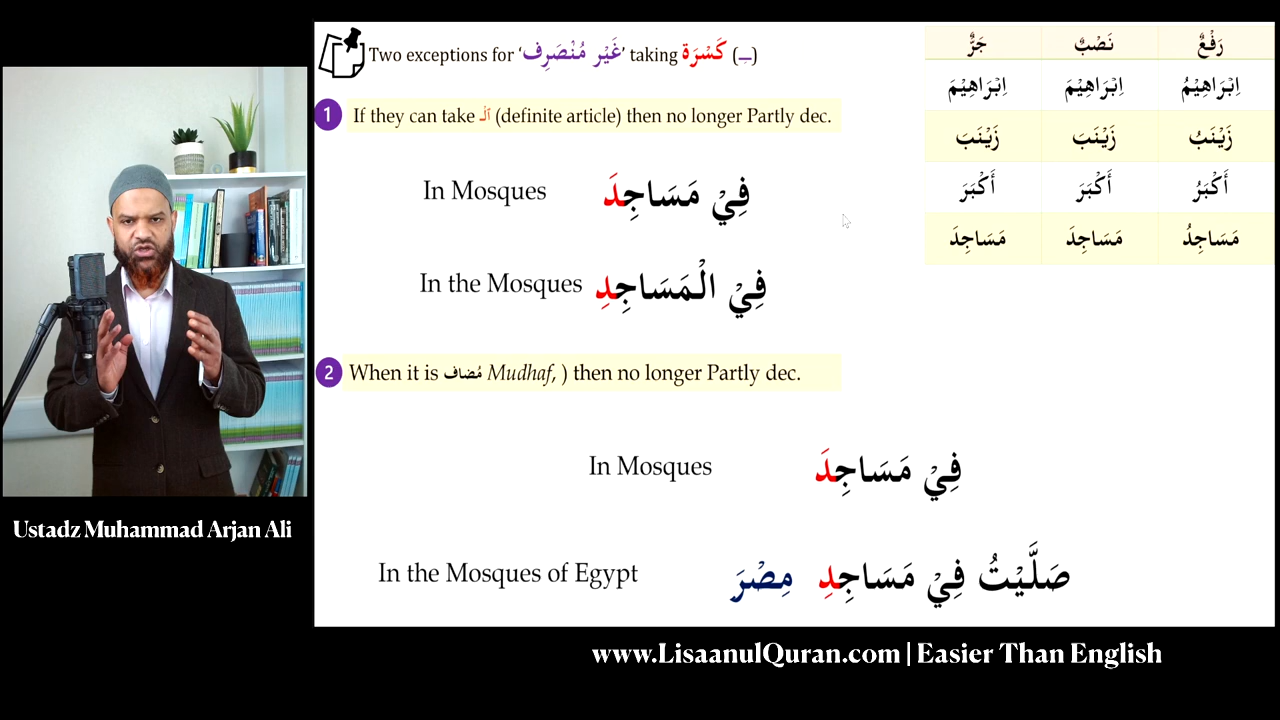 Two exceptions for ‘غَيْر مُنْصَرِف’ taking كَسْرَة (ـِ)
1 If they can take اَلْ (definite article) then no longer Partly dec.
In Mosques فِيْ مَسَاجِدَ
In the Mosques فِيْ الْمَسَاجِدِ
2 When it is مُضاف Mudhaf, ) then no longer Partly dec.
In Mosques فِيْ مَسَاجِدَ
In the Mosques of Egypt صَلَّيْتُ فِيْ مَسَاجِدِ مِصْرَ
رَفْعٌ نَصْبٌ جَرٌّ
اِبْرَاهِيْمُ اِبْرَاهِيْمَ اِبْرَاهِيْمَ
زَيْنَبُ زَيْنَبَ زَيْنَبَ
أَكْبَرُ أَكْبَرَ أَكْبَرَ
مَسَاجِدُ مَسَاجِدَ مَسَاجِدَ
Ustadz Muhammad Arjan Ali
www.LisaanulQuran.com | Easier Than English